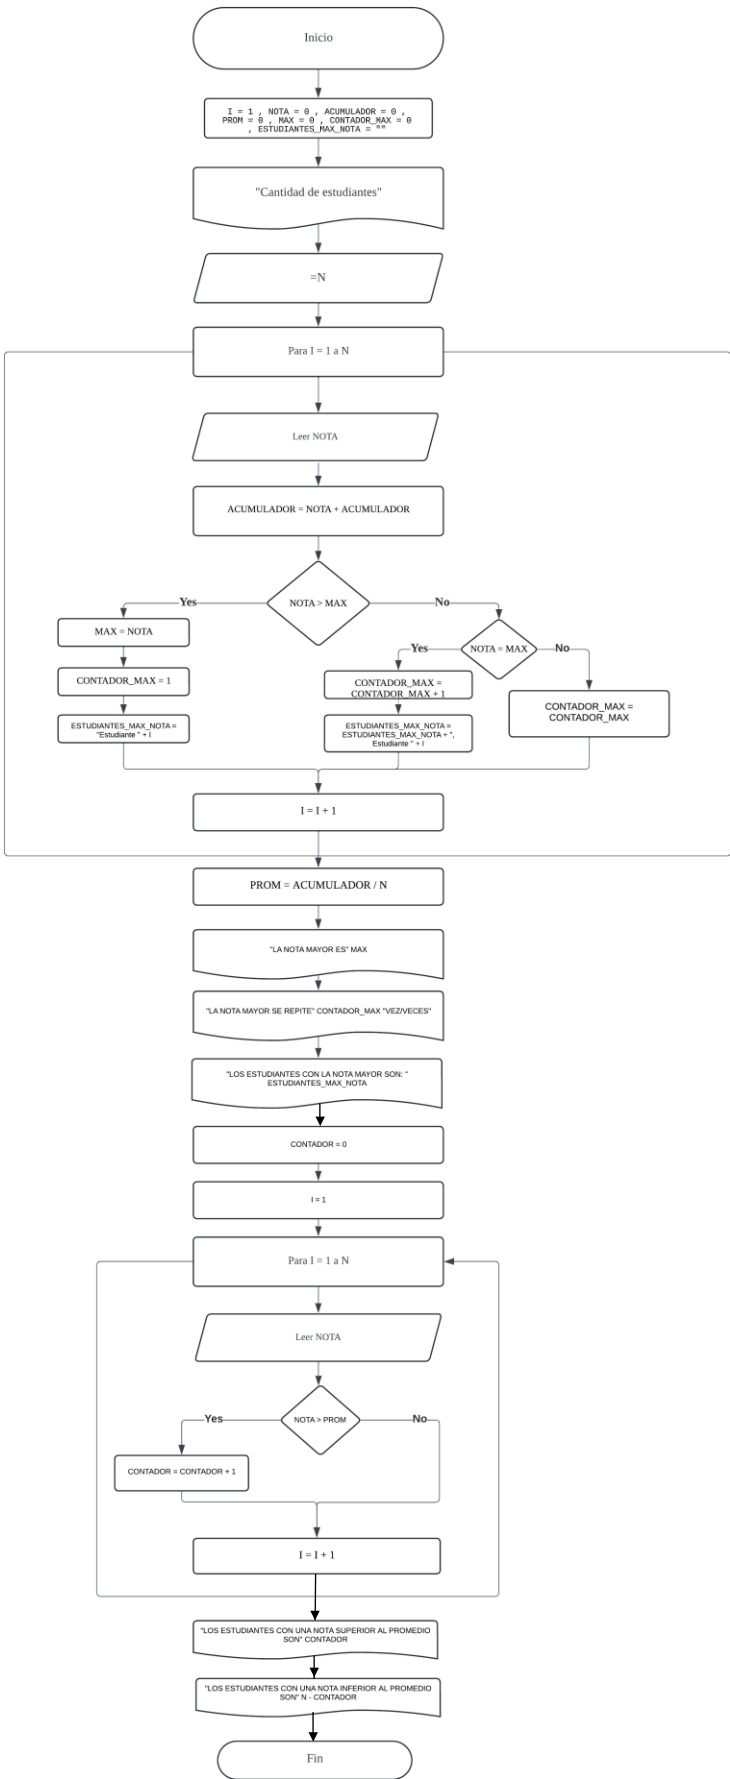 Inicio
I = 1 , NOTA = 0 , ACUMULADOR = 0 ,
PROM = 0 , MAX = 0 , CONTADOR_MAX = 0
, ESTUDIANTES_MAX_NOTA = ""
"Cantidad de estudiantes"
=N
Para I = 1 a N
Leer NOTA
ACUMULADOR = NOTA + ACUMULADOR
NOTA > MAX
Yes
No
MAX = NOTA
CONTADOR_MAX = 1
ESTUDIANTES_MAX_NOTA =
"Estudiante " + I
NOTA = MAX
Yes
No
CONTADOR_MAX =
CONTADOR_MAX + 1
ESTUDIANTES_MAX_NOTA =
ESTUDIANTES_MAX_NOTA + ",
Estudiante " + I
CONTADOR_MAX =
CONTADOR_MAX
I = I + 1
PROM = ACUMULADOR / N
"LA NOTA MAYOR ES" MAX
"LA NOTA MAYOR SE REPITE" CONTADOR_MAX "VEZ/VECES"
"LOS ESTUDIANTES CON LA NOTA MAYOR SON: "
ESTUDIANTES_MAX_NOTA
CONTADOR = 0
I = 1
Para I = 1 a N
Leer NOTA
NOTA > PROM
Yes
No
CONTADOR = CONTADOR + 1
I = I + 1
"LOS ESTUDIANTES CON UNA NOTA SUPERIOR AL PROMEDIO
SON" CONTADOR
"LOS ESTUDIANTES CON UNA NOTA INFERIOR AL PROMEDIO
SON" N - CONTADOR
Fin